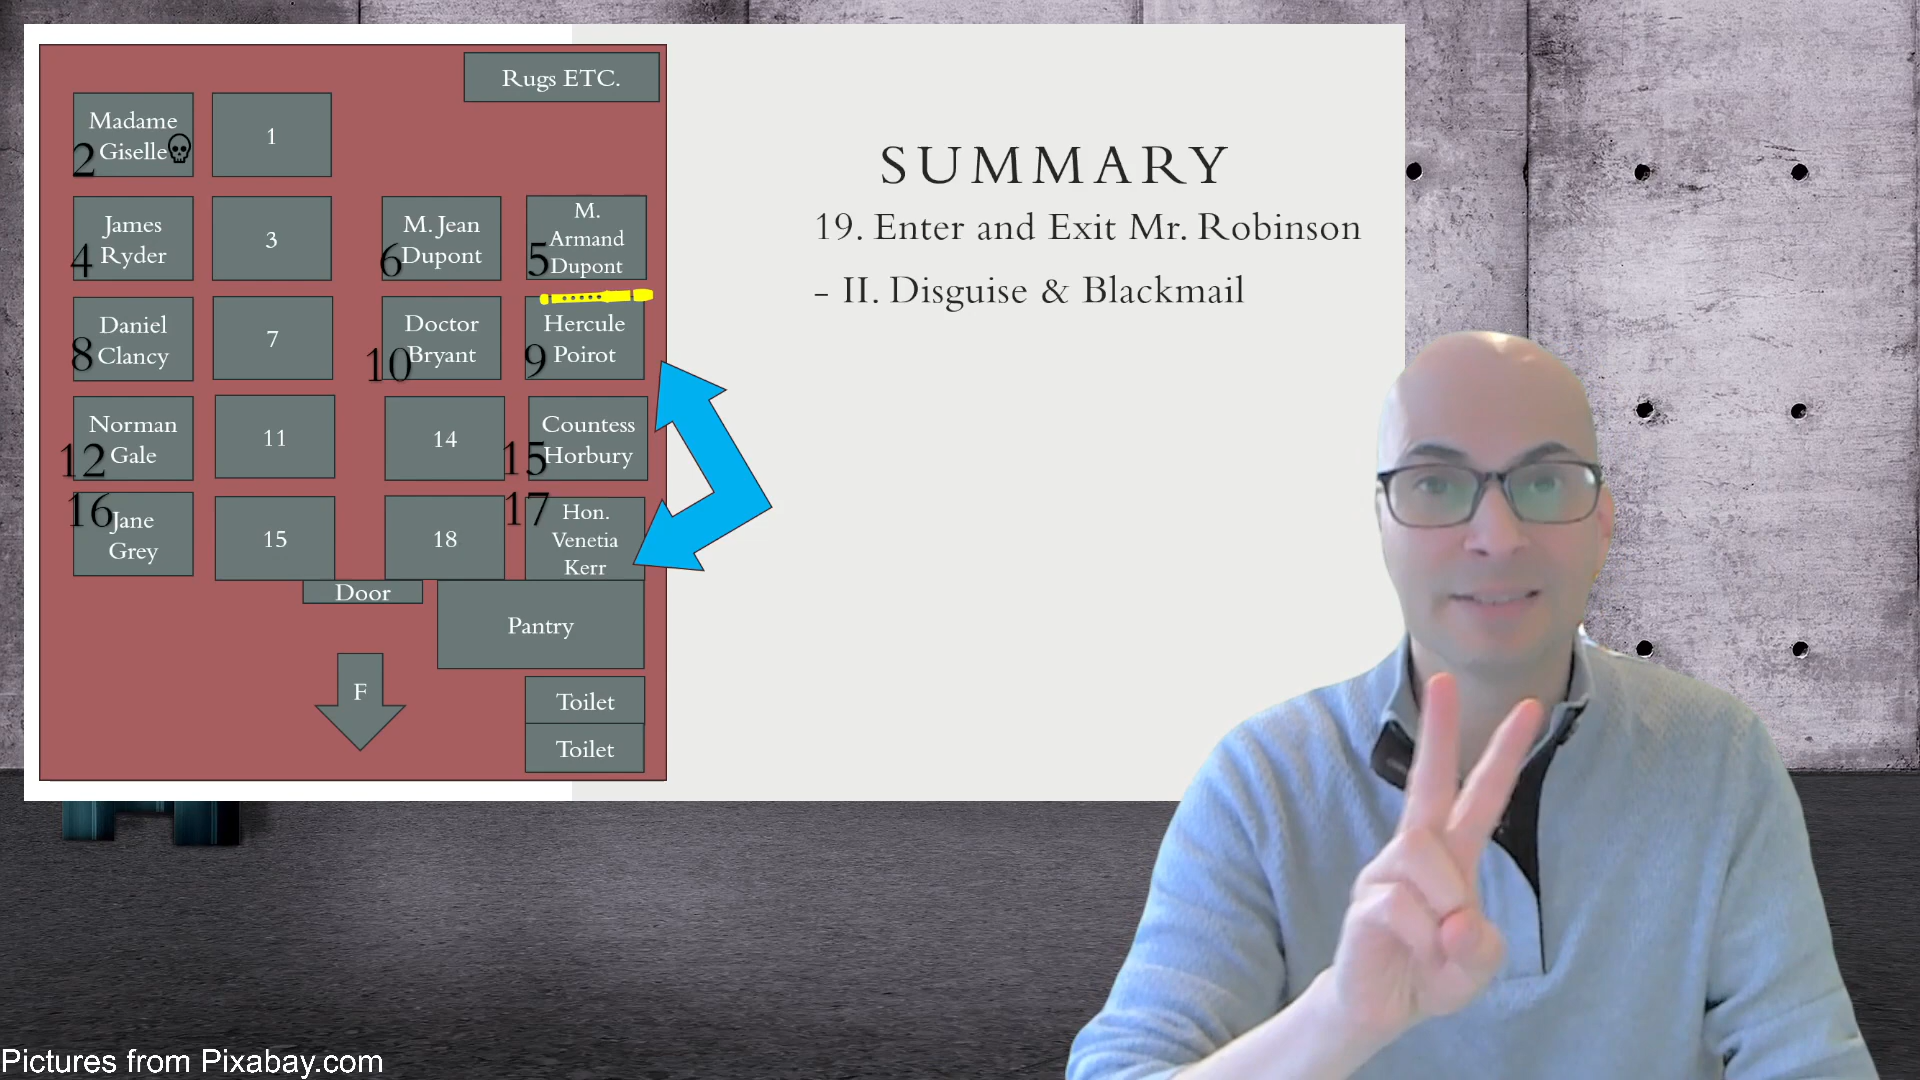 Rugs ETC.
Madame
Giselle
2
1
James
Ryder
4
3
M. Jean
Dupont
6
M.
Armand
Dupont
5
Daniel
Clancy
8
7
Doctor
Bryant
10
Hercule
Poirot
9
Norman
Gale
12
11
14
Countess
Horbury
15
16
Jane
Grey
15
18
17
Hon.
Venetia
Kerr
Door
Pantry
F
Toilet
Toilet
SUMMARY
19. Enter and Exit Mr. Robinson
- II. Disguise & Blackmail
Pictures from Pixabay.com